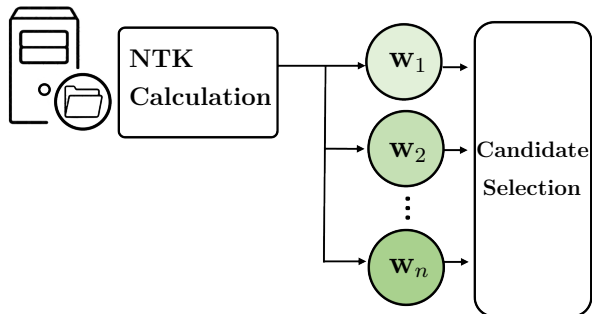 NTK
Calculation
w₁
w₂
wₙ
Candidate
Selection